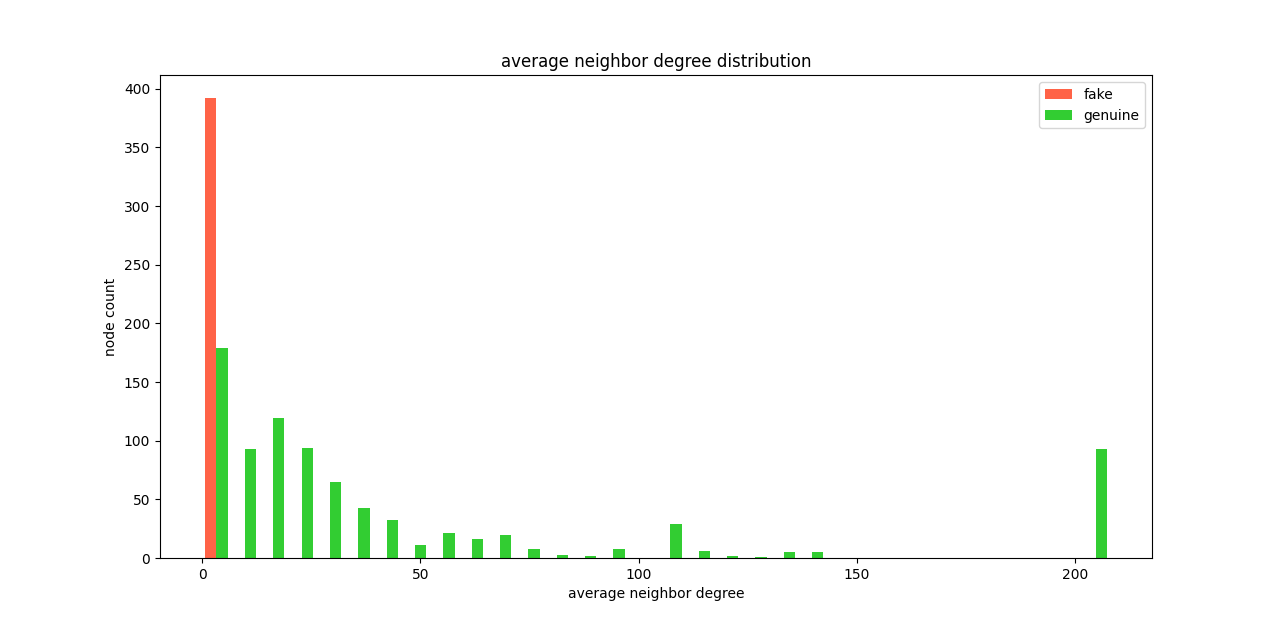 average neighbor degree distribution
fake
genuine
400
350
300
250
200
150
100
50
0
node count
0 50 100 150 200
average neighbor degree